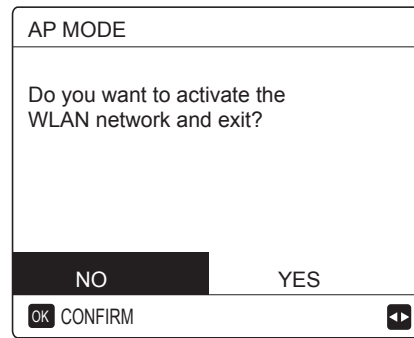 AP MODE
Do you want to activate the
WLAN network and exit?
NO YES
OK CONFIRM